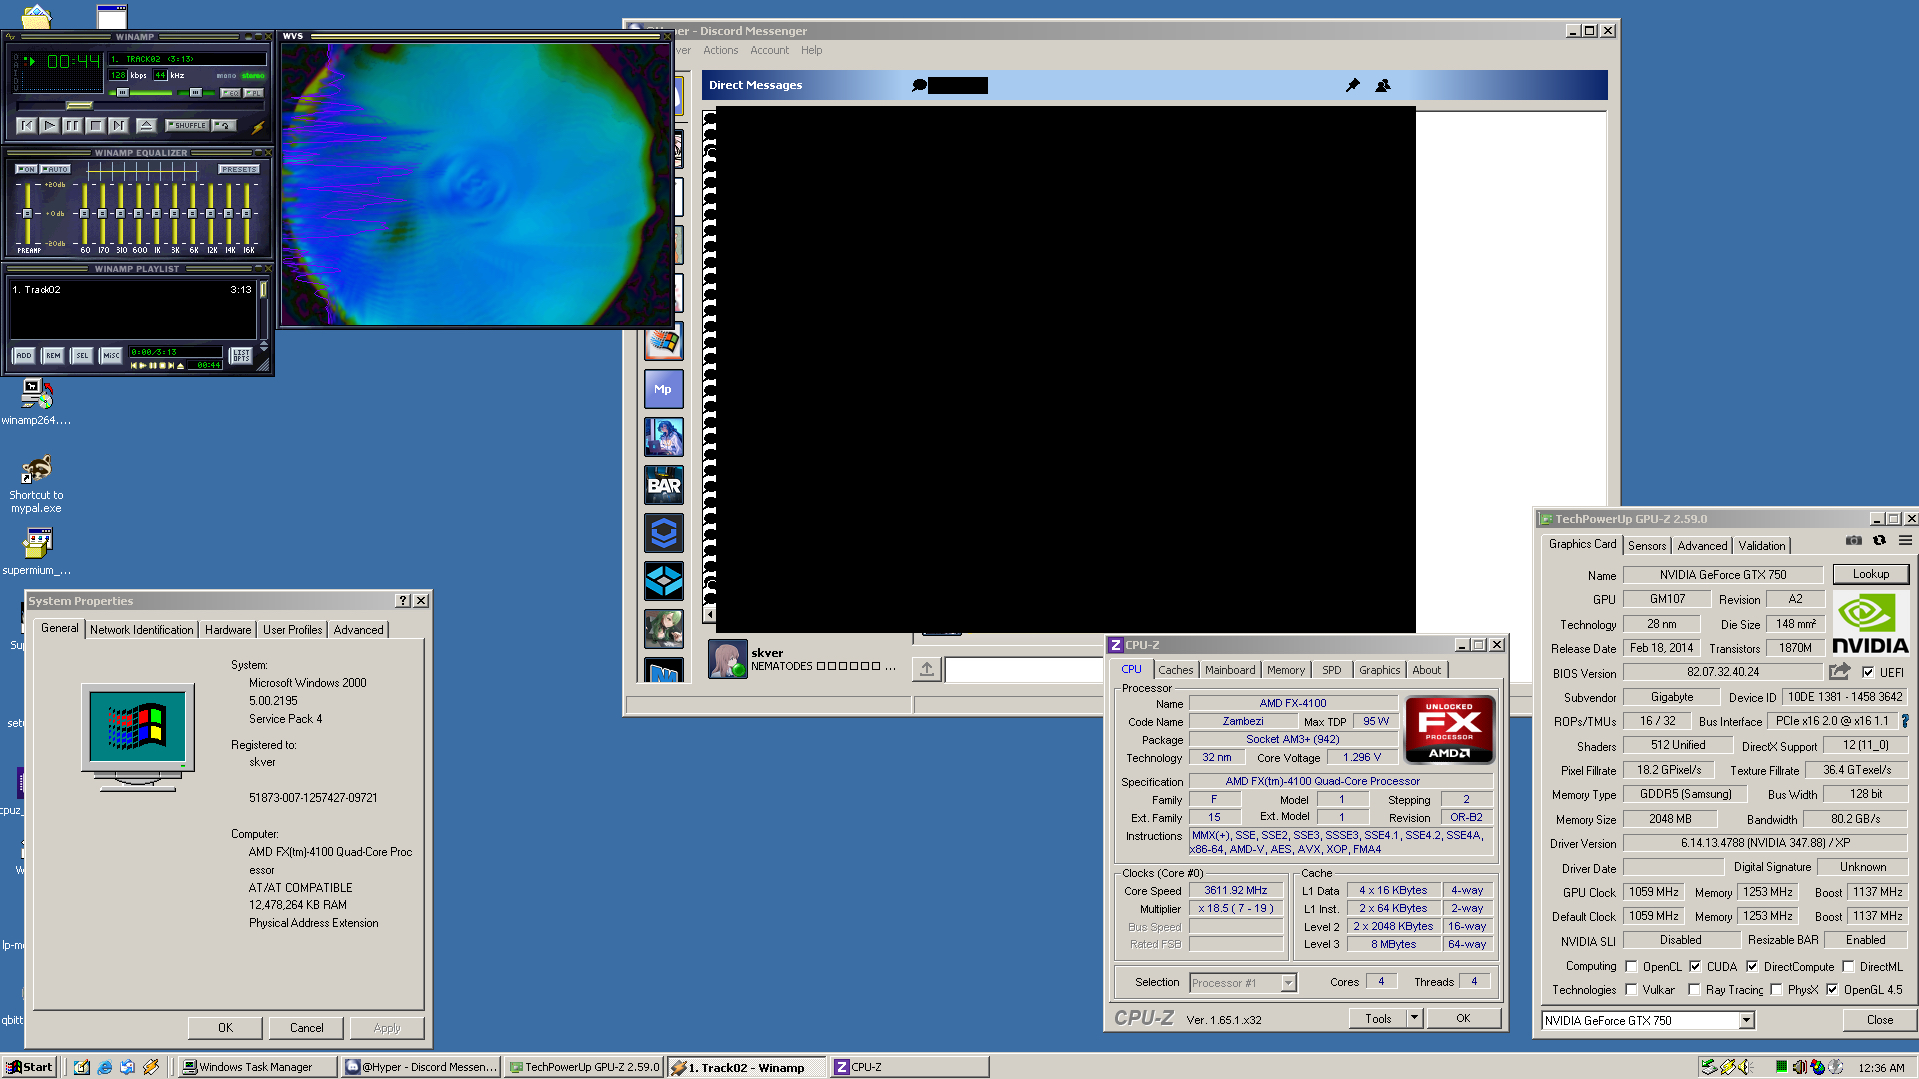 WINAMP
00:44
1. TRACK02 (3:13)
128 kbps 44 kHz mono stereo
EQ PL
SHUFFLE
WINAMP EQUALIZER
ON AUTO PRESETS
+20db
+0db
-20db
PREAMP 60 170 310 600 1K 3K 6K 12K 14K 16K
WINAMP PLAYLIST
1. Track02 3:13
ADD REM SEL MISC 0:00/3:13 LIST OPTS
00:44
WVS
winamp264....
Shortcut to
mypal.exe
supermium_...
@Hyper - Discord Messenger
Actions Account Help
Direct Messages
Mp
BAR
skver
NEMATODES □□□□□□ ...
System Properties
General Network Identification Hardware User Profiles Advanced
System:
Microsoft Windows 2000
5.00.2195
Service Pack 4
Registered to:
skver
51873-007-1257427-09721
Computer:
AMD FX(tm)-4100 Quad-Core Proc
essor
AT/AT COMPATIBLE
12,478,264 KB RAM
Physical Address Extension
OK Cancel Apply
CPU-Z
CPU Caches Mainboard Memory SPD Graphics About
Processor
Name AMD FX-4100
Code Name Zambezi Max TDP 95 W
Package Socket AM3+ (942)
Technology 32 nm Core Voltage 1.296 V
UNLOCKED
FX
PROCESSOR
AMD
Specification AMD FX(tm)-4100 Quad-Core Processor
Family F Model 1 Stepping 2
Ext. Family 15 Ext. Model 1 Revision OR-B2
Instructions MMX(+), SSE, SSE2, SSE3, SSSE3, SSE4.1, SSE4.2, SSE4A,
x86-64, AMD-V, AES, AVX, XOP, FMA4
Clocks (Core #0)
Core Speed 3611.92 MHz
Multiplier x 18.5 ( 7 - 19 )
Bus Speed
Rated FSB
Cache
L1 Data 4 x 16 KBytes 4-way
L1 Inst. 2 x 64 KBytes 2-way
Level 2 2 x 2048 KBytes 16-way
Level 3 8 MBytes 64-way
Selection Processor #1 Cores 4 Threads 4
CPU-Z Ver. 1.65.1.x32 Tools OK
TechPowerUp GPU-Z 2.59.0
Graphics Card Sensors Advanced Validation
Name NVIDIA GeForce GTX 750 Lookup
GPU GM107 Revision A2
Technology 28 nm Die Size 148 mm²
Release Date Feb 18, 2014 Transistors 1870M
NVIDIA
BIOS Version 82.07.32.40.24 UEFI
Subvendor Gigabyte Device ID 10DE 1381 - 1458 3642
ROPs/TMUs 16 / 32 Bus Interface PCIe x16 2.0 @ x16 1.1 ?
Shaders 512 Unified DirectX Support 12 (11_0)
Pixel Fillrate 18.2 GPixel/s Texture Fillrate 36.4 GTexel/s
Memory Type GDDR5 (Samsung) Bus Width 128 bit
Memory Size 2048 MB Bandwidth 80.2 GB/s
Driver Version 6.14.13.4788 (NVIDIA 347.88) / XP
Driver Date Digital Signature Unknown
GPU Clock 1059 MHz Memory 1253 MHz Boost 1137 MHz
Default Clock 1059 MHz Memory 1253 MHz Boost 1137 MHz
NVIDIA SLI Disabled Resizable BAR Enabled
Computing OpenCL CUDA DirectCompute DirectML
Technologies Vulkan Ray Tracing PhysX OpenGL 4.5
NVIDIA GeForce GTX 750 Close
Start Windows Task Manager @Hyper - Discord Messen... TechPowerUp GPU-Z 2.59.0 1. Track02 - Winamp CPU-Z 12:36 AM